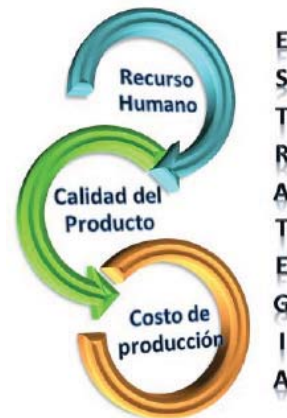 Recurso
Humano
Calidad del
Producto
Costo de
producción
E
S
T
R
A
T
E
G
I
A